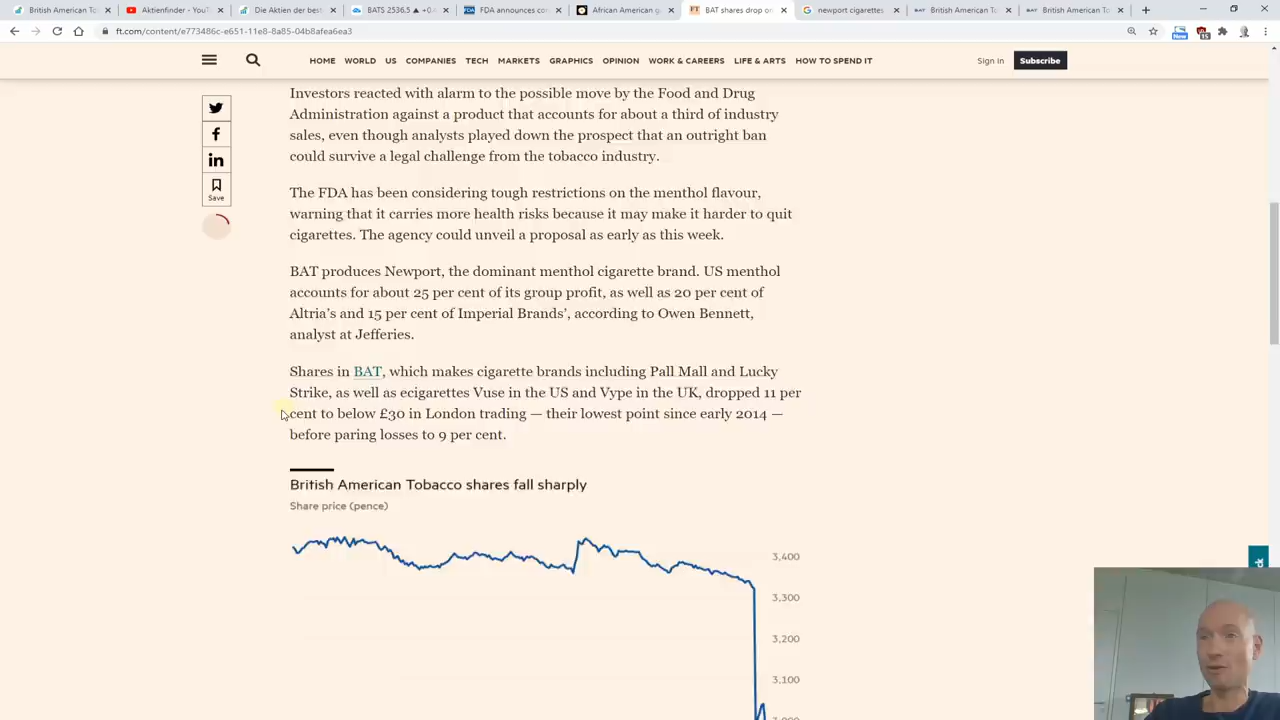 British American To
Aktienfinder - YouT
Die Aktien der best
BATS 2536,5 ▲ +0.4
FDA announces con
African American g
FT
BAT shares drop on
newport cigarettes
British American To
British American To
ft.com/content/e773486c-e651-11e8-8a85-04b8afea6ea3
New
HOME WORLD US COMPANIES TECH MARKETS GRAPHICS OPINION WORK & CAREERS LIFE & ARTS HOW TO SPEND IT
Sign In
Subscribe
Investors reacted with alarm to the possible move by the Food and Drug
Administration against a product that accounts for about a third of industry
sales, even though analysts played down the prospect that an outright ban
could survive a legal challenge from the tobacco industry.
Save
The FDA has been considering tough restrictions on the menthol flavour,
warning that it carries more health risks because it may make it harder to quit
cigarettes. The agency could unveil a proposal as early as this week.
BAT produces Newport, the dominant menthol cigarette brand. US menthol
accounts for about 25 per cent of its group profit, as well as 20 per cent of
Altria's and 15 per cent of Imperial Brands', according to Owen Bennett,
analyst at Jefferies.
Shares in BAT, which makes cigarette brands including Pall Mall and Lucky
Strike, as well as ecigarettes Vuse in the US and Vype in the UK, dropped 11 per
cent to below £30 in London trading — their lowest point since early 2014 —
before paring losses to 9 per cent.
British American Tobacco shares fall sharply
Share price (pence)
3,400
3,300
3,200
3,100